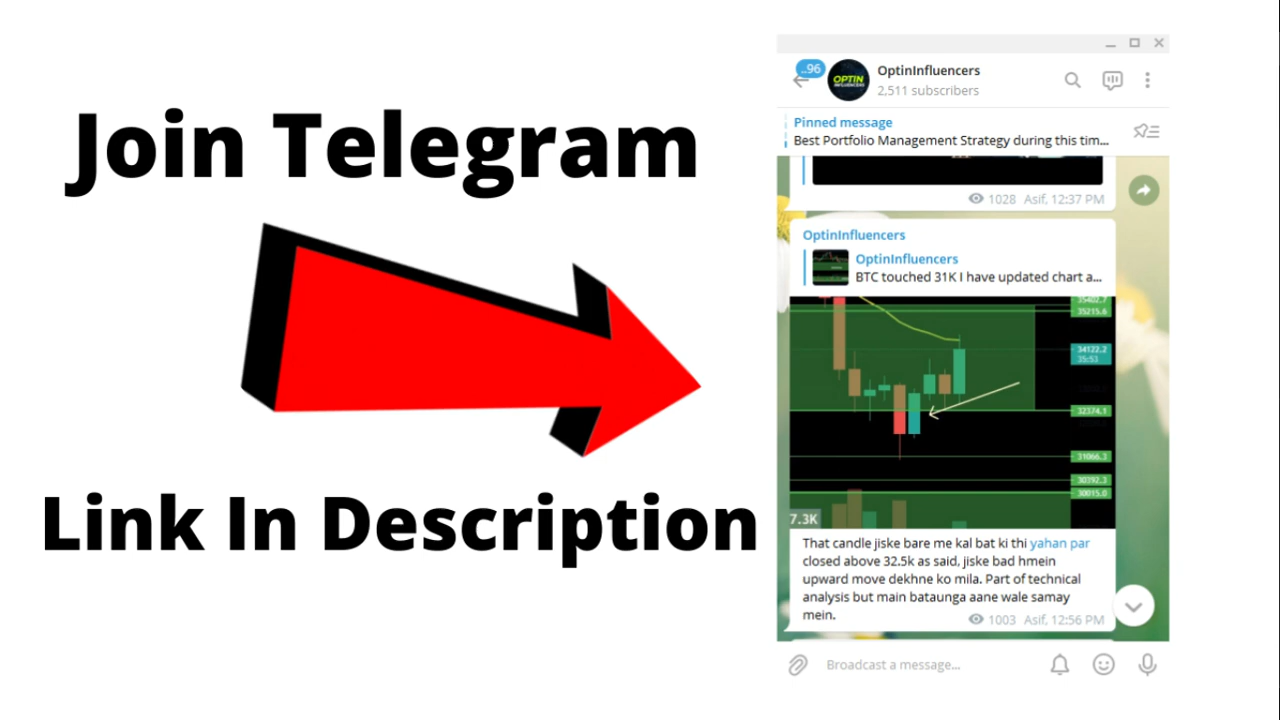 Join Telegram
Link In Description
..96
OPTIN
INFLUENCERS
OptinInfluencers
2,511 subscribers
Pinned message
Best Portfolio Management Strategy during this tim...
1028 Asif, 12:37 PM
OptinInfluencers
OptinInfluencers
BTC touched 31K I have updated chart a...
35402.7
35215.6
34122.2
35:53
32374.1
31066.3
30392.3
30015.0
7.3K
That candle jiske bare me kal bat ki thi yahan par
closed above 32.5k as said, jiske bad hmein
upward move dekhne ko mila. Part of technical
analysis but main bataunga aane wale samay
mein.
1003 Asif, 12:56 PM
Broadcast a message...